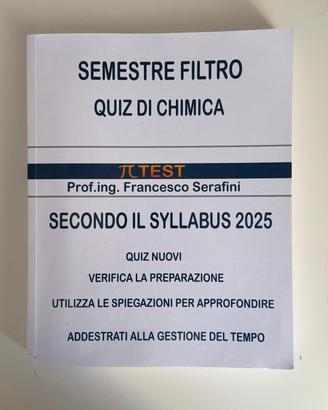 SEMESTRE FILTRO
QUIZ DI CHIMICA
πTEST
Prof.ing. Francesco Serafini
SECONDO IL SYLLABUS 2025
QUIZ NUOVI
VERIFICA LA PREPARAZIONE
UTILIZZA LE SPIEGAZIONI PER APPROFONDIRE
ADDESTRATI ALLA GESTIONE DEL TEMPO